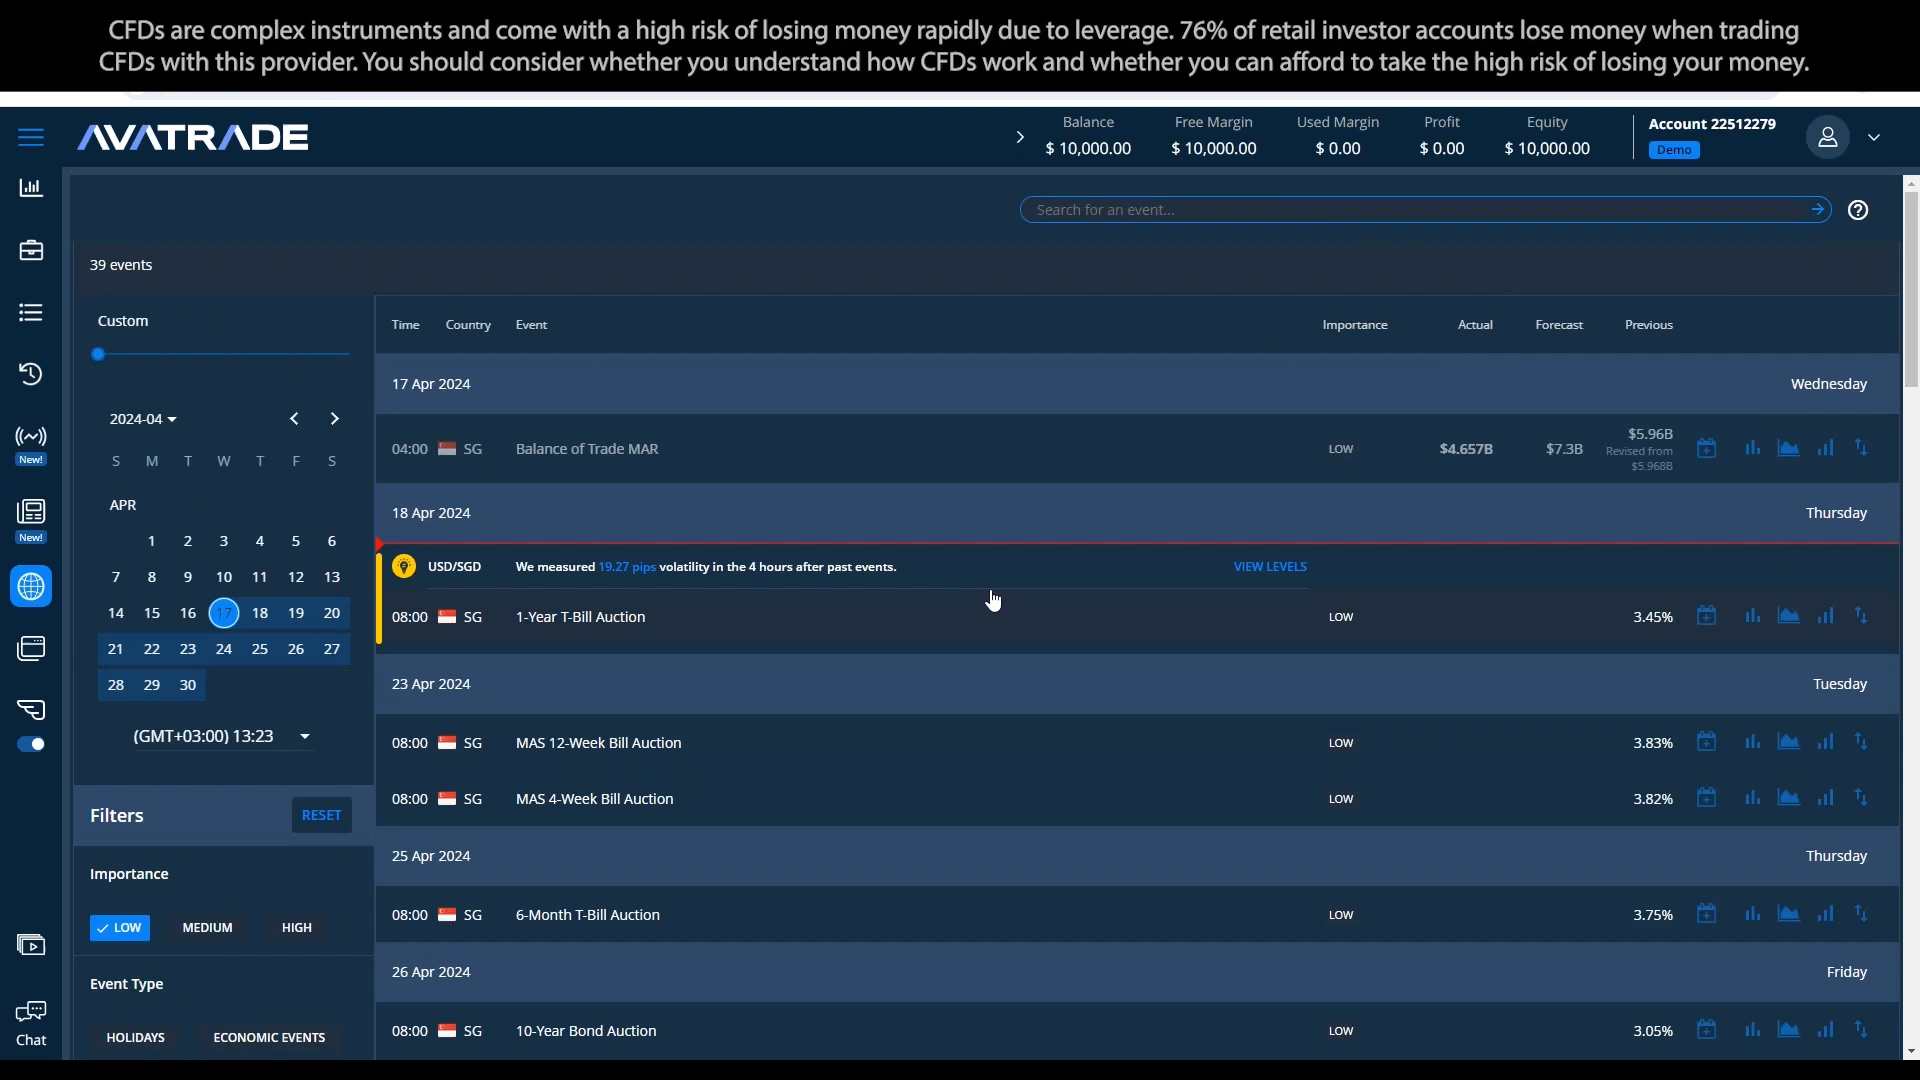 CFDs are complex instruments and come with a high risk of losing money rapidly due to leverage. 76% of retail investor accounts lose money when trading
CFDs with this provider. You should consider whether you understand how CFDs work and whether you can afford to take the high risk of losing your money.
AVATRADE
Balance Free Margin Used Margin Profit Equity
$ 10,000.00 $ 10,000.00 $ 0.00 $ 0.00 $ 10,000.00
Account 22512279
Demo
Search for an event...
39 events
Custom
2024-04
S M T W T F S
APR
1 2 3 4 5 6
7 8 9 10 11 12 13
14 15 16 17 18 19 20
21 22 23 24 25 26 27
28 29 30
(GMT+03:00) 13:23
Filters RESET
Importance
LOW MEDIUM HIGH
Event Type
HOLIDAYS ECONOMIC EVENTS
New!
New!
Chat
Time Country Event Importance Actual Forecast Previous
17 Apr 2024 Wednesday
04:00 SG Balance of Trade MAR LOW $4.657B $7.3B $5.96B
Revised from
$5.968B
18 Apr 2024 Thursday
USD/SGD We measured 19.27 pips volatility in the 4 hours after past events. VIEW LEVELS
08:00 SG 1-Year T-Bill Auction LOW 3.45%
23 Apr 2024 Tuesday
08:00 SG MAS 12-Week Bill Auction LOW 3.83%
08:00 SG MAS 4-Week Bill Auction LOW 3.82%
25 Apr 2024 Thursday
08:00 SG 6-Month T-Bill Auction LOW 3.75%
26 Apr 2024 Friday
08:00 SG 10-Year Bond Auction LOW 3.05%